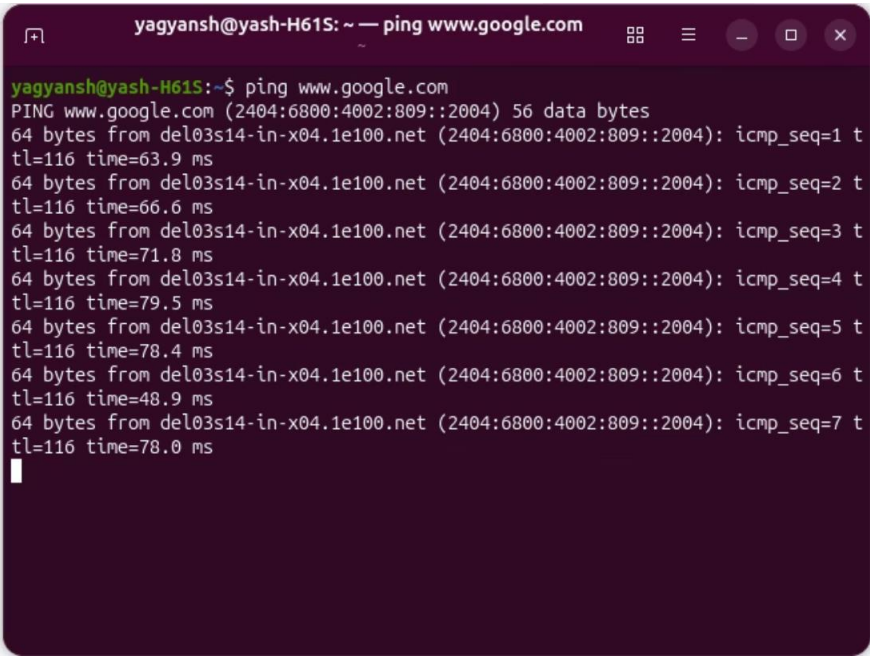 yagyansh@yash-H61S: ~ — ping www.google.com
~
yagyansh@yash-H61S:~$ ping www.google.com
PING www.google.com (2404:6800:4002:809::2004) 56 data bytes
64 bytes from del03s14-in-x04.1e100.net (2404:6800:4002:809::2004): icmp_seq=1 t
tl=116 time=63.9 ms
64 bytes from del03s14-in-x04.1e100.net (2404:6800:4002:809::2004): icmp_seq=2 t
tl=116 time=66.6 ms
64 bytes from del03s14-in-x04.1e100.net (2404:6800:4002:809::2004): icmp_seq=3 t
tl=116 time=71.8 ms
64 bytes from del03s14-in-x04.1e100.net (2404:6800:4002:809::2004): icmp_seq=4 t
tl=116 time=79.5 ms
64 bytes from del03s14-in-x04.1e100.net (2404:6800:4002:809::2004): icmp_seq=5 t
tl=116 time=78.4 ms
64 bytes from del03s14-in-x04.1e100.net (2404:6800:4002:809::2004): icmp_seq=6 t
tl=116 time=48.9 ms
64 bytes from del03s14-in-x04.1e100.net (2404:6800:4002:809::2004): icmp_seq=7 t
tl=116 time=78.0 ms